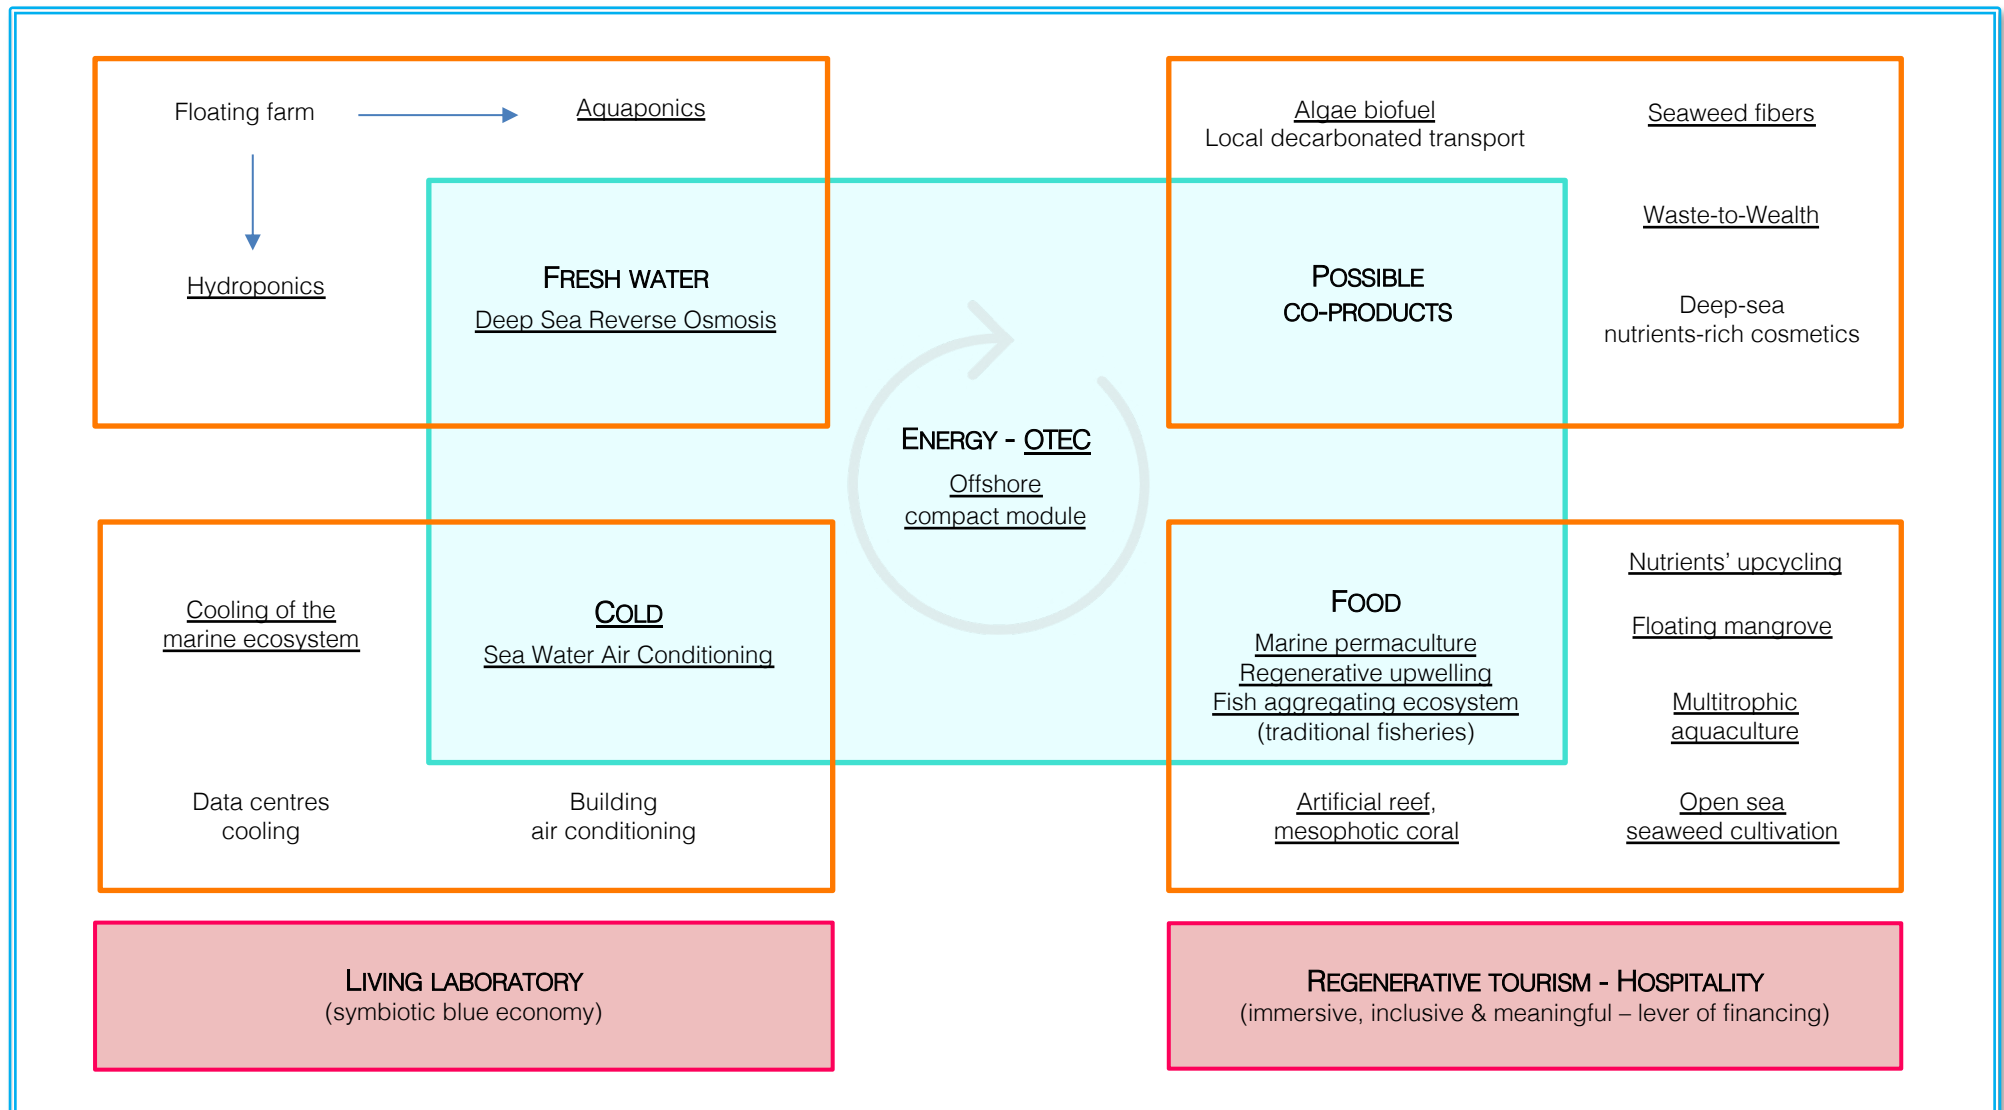 Floating farm
Aquaponics
Hydroponics
FRESH WATER
Deep Sea Reverse Osmosis
Algae biofuel
Local decarbonated transport
Seaweed fibers
Waste-to-Wealth
POSSIBLE
CO-PRODUCTS
Deep-sea
nutrients-rich cosmetics
ENERGY - OTEC
Offshore
compact module
Cooling of the
marine ecosystem
COLD
Sea Water Air Conditioning
Data centres
cooling
Building
air conditioning
FOOD
Marine permaculture
Regenerative upwelling
Fish aggregating ecosystem
(traditional fisheries)
Nutrients’ upcycling
Floating mangrove
Multitrophic
aquaculture
Artificial reef,
mesophotic coral
Open sea
seaweed cultivation
LIVING LABORATORY
(symbiotic blue economy)
REGENERATIVE TOURISM - HOSPITALITY
(immersive, inclusive & meaningful – lever of financing)